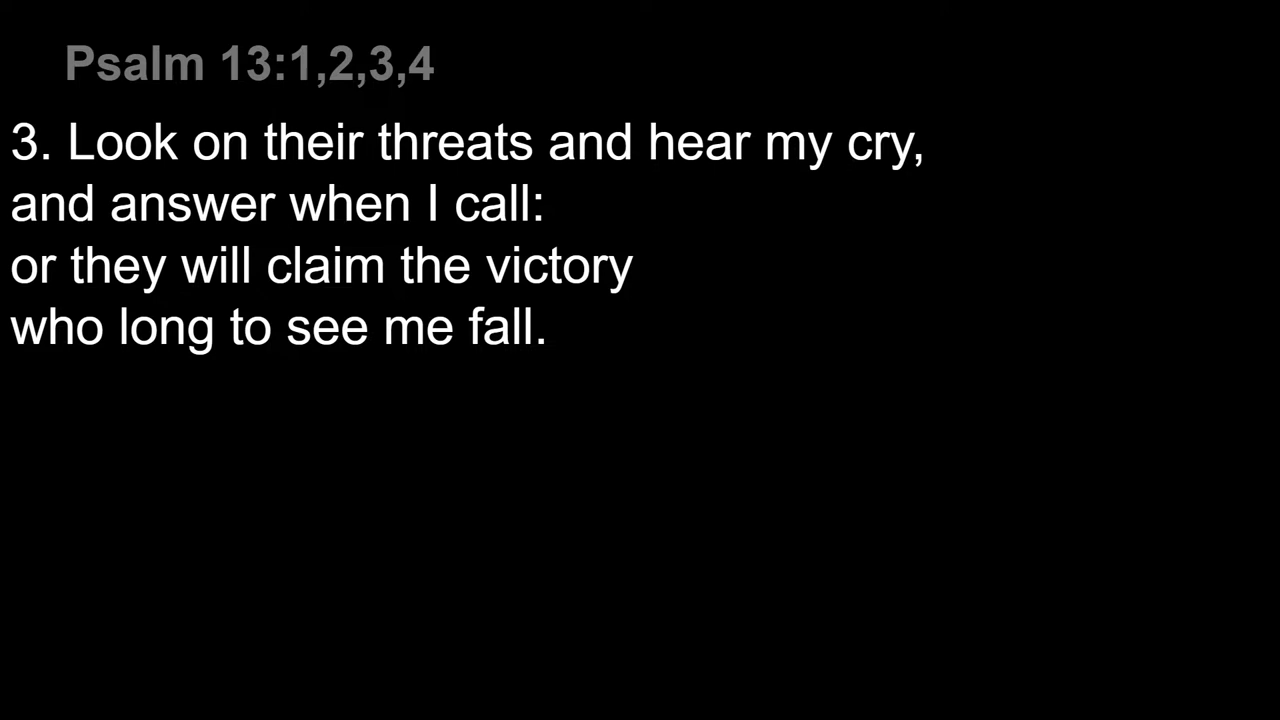 Psalm 13:1,2,3,4
3. Look on their threats and hear my cry,
and answer when I call:
or they will claim the victory
who long to see me fall.